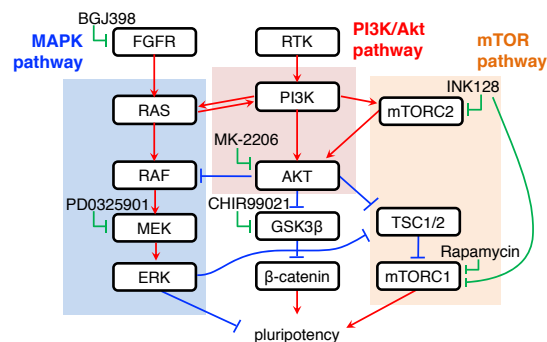 BGJ398
MAPK
pathway
FGFR
RTK
PI3K/Akt
pathway
mTOR
pathway
RAS
PI3K
INK128
mTORC2
MK-2206
RAF
AKT
PD0325901
CHIR99021
MEK
GSK3β
TSC1/2
Rapamycin
ERK
β-catenin
mTORC1
pluripotency